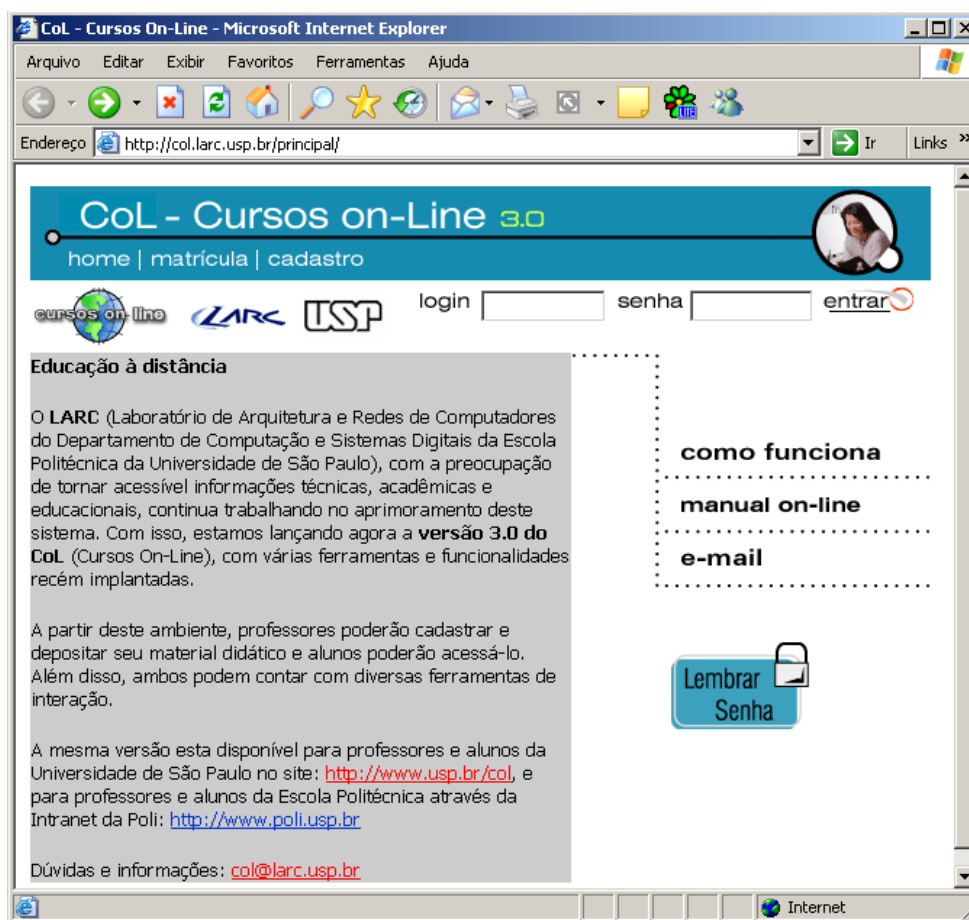 CoL - Cursos On-Line - Microsoft Internet Explorer
Arquivo Editar Exibir Favoritos Ferramentas Ajuda
Endereço http://col.larc.usp.br/principal/ Ir Links »
CoL - Cursos on-Line 3.0
home | matrícula | cadastro
cursos on-line LARC USP login senha entrar
Educação à distância
O LARC (Laboratório de Arquitetura e Redes de Computadores
do Departamento de Computação e Sistemas Digitais da Escola
Politécnica da Universidade de São Paulo), com a preocupação
de tornar acessível informações técnicas, acadêmicas e
educacionais, continua trabalhando no aprimoramento deste
sistema. Com isso, estamos lançando agora a versão 3.0 do
CoL (Cursos On-Line), com várias ferramentas e funcionalidades
recém implantadas.
A partir deste ambiente, professores poderão cadastrar e
depositar seu material didático e alunos poderão acessá-lo.
Além disso, ambos podem contar com diversas ferramentas de
interação.
A mesma versão esta disponível para professores e alunos da
Universidade de São Paulo no site: http://www.usp.br/col, e
para professores e alunos da Escola Politécnica através da
Intranet da Poli: http://www.poli.usp.br
Dúvidas e informações: col@larc.usp.br
como funciona
manual on-line
e-mail
Lembrar
Senha
Internet